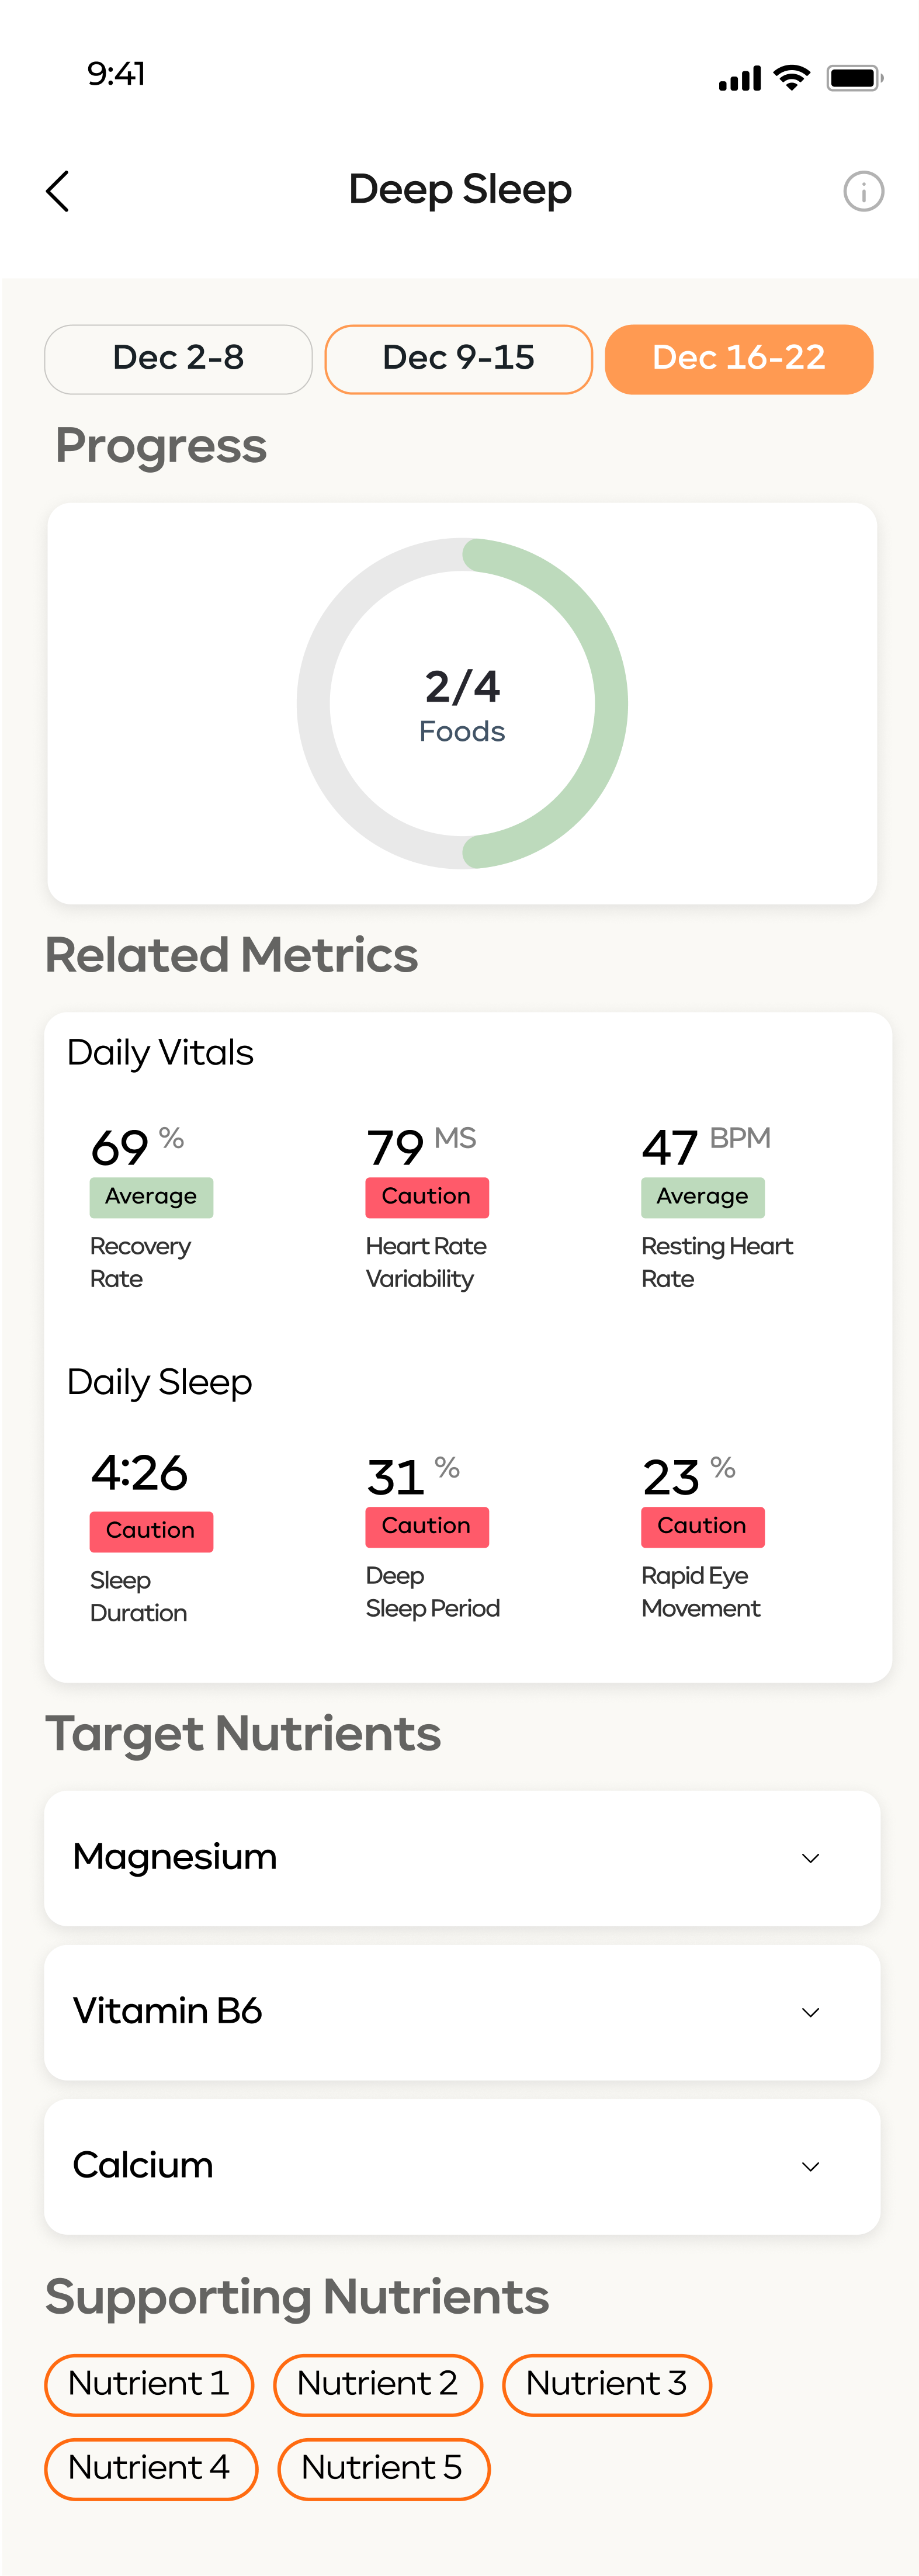 9:41
Deep Sleep
Dec 2-8
Dec 9-15
Dec 16-22
Progress
2/4
Foods
Related Metrics
Daily Vitals
69 %
Average
Recovery
Rate
79 MS
Caution
Heart Rate
Variability
47 BPM
Average
Resting Heart
Rate
Daily Sleep
4:26
Caution
Sleep
Duration
31 %
Caution
Deep
Sleep Period
23 %
Caution
Rapid Eye
Movement
Target Nutrients
Magnesium
Vitamin B6
Calcium
Supporting Nutrients
Nutrient 1
Nutrient 2
Nutrient 3
Nutrient 4
Nutrient 5